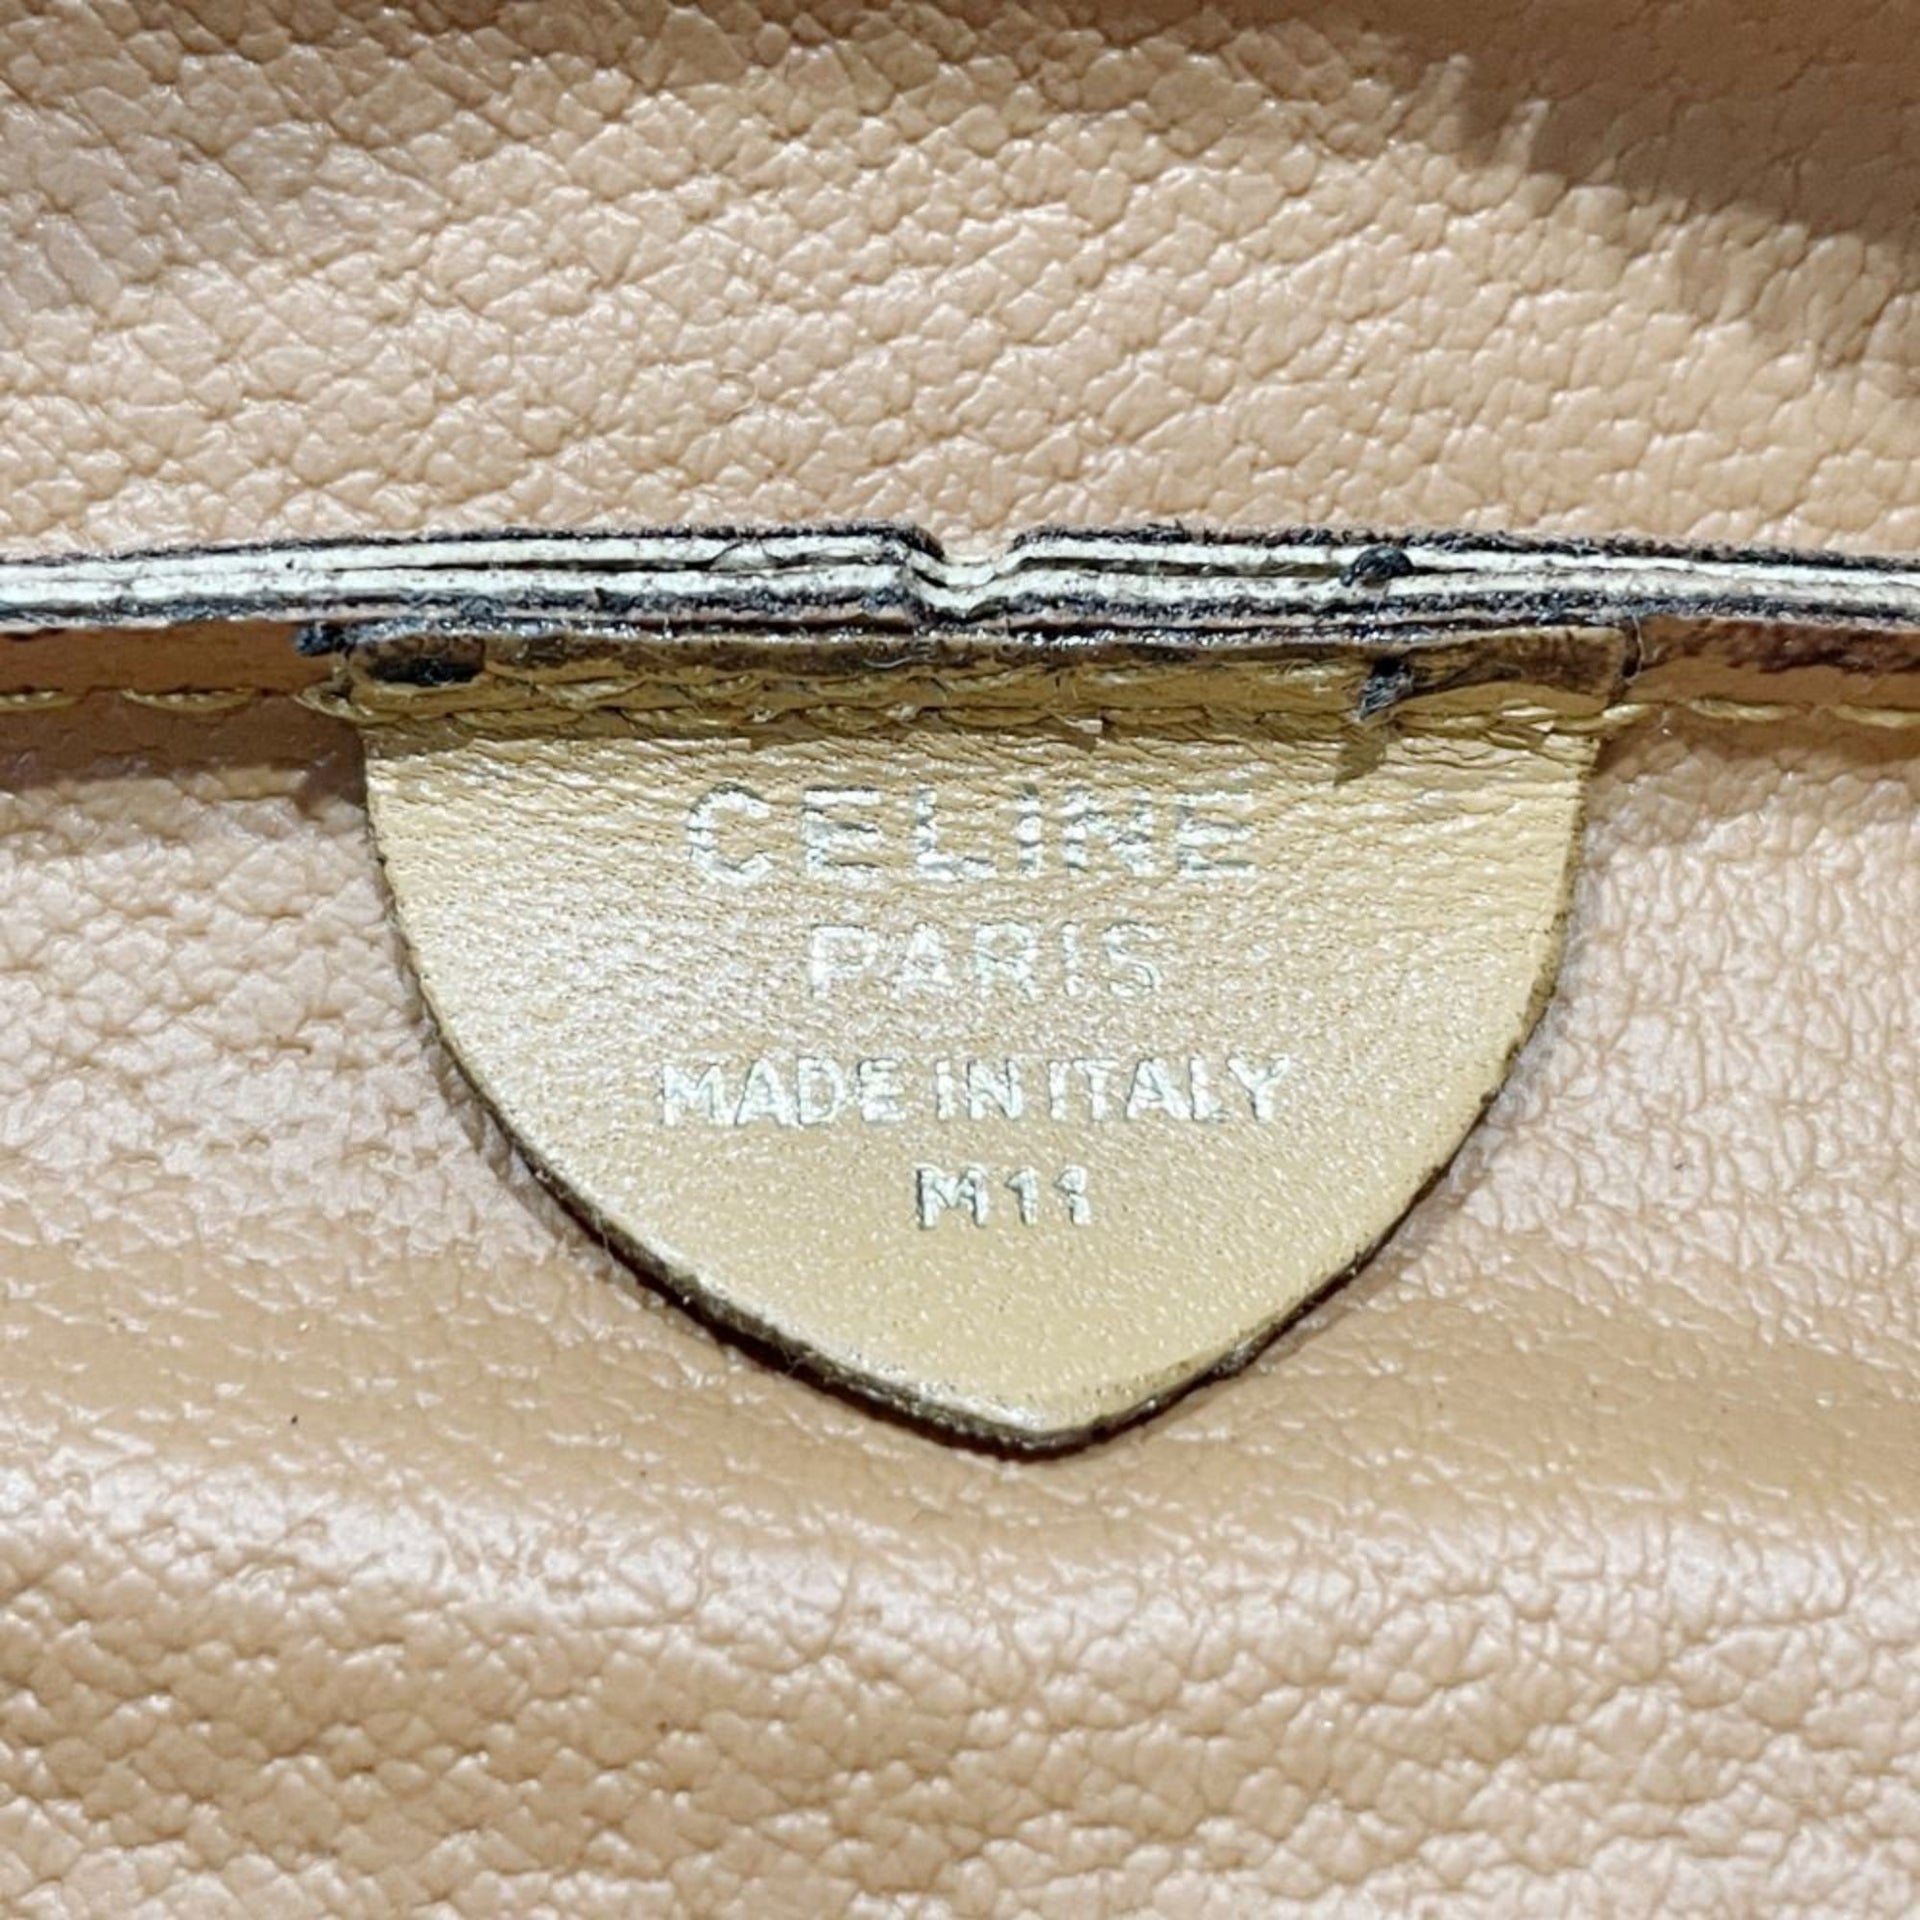 CELINE
PARIS
MADE IN ITALY
M11